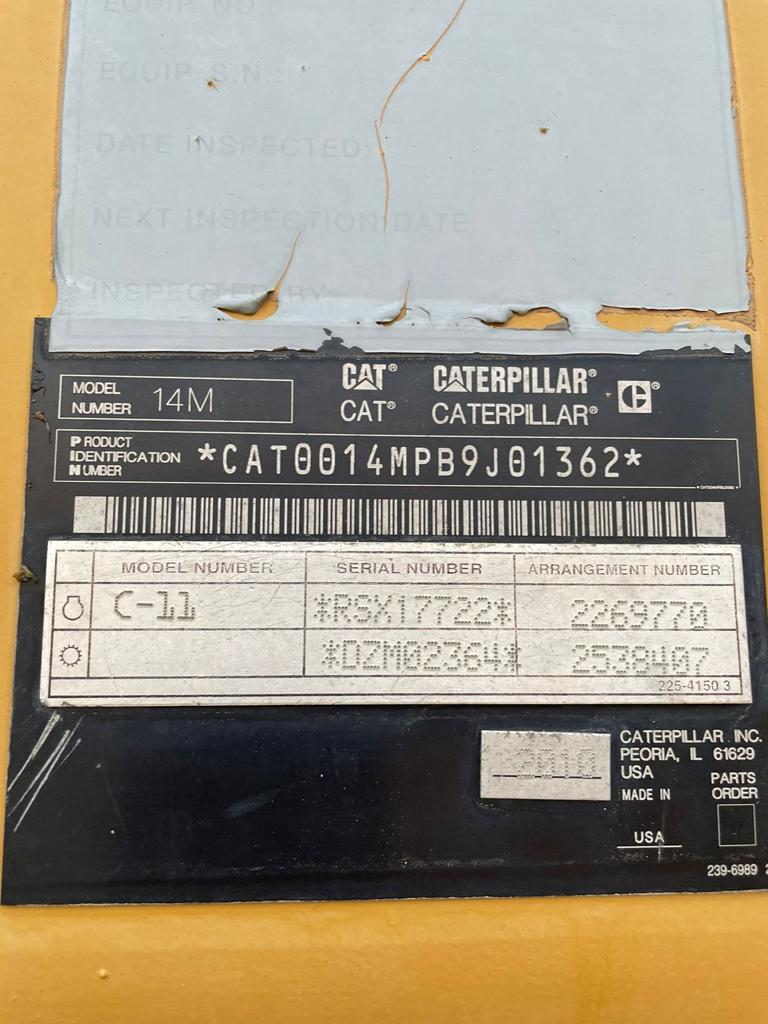 EQUIP. NO.
EQUIP. S.N.:
DATE INSPECTED:
NEXT INSPECTION DATE
INSPECTED BY:
MODEL NUMBER 14M
CAT® CATERPILLAR®
CAT® CATERPILLAR®
PRODUCT IDENTIFICATION NUMBER *CAT0014MPB9J01362*
MODEL NUMBER SERIAL NUMBER ARRANGEMENT NUMBER
C-11 *RSX17722* 2269770
*DZM02364* 2538407
225-4150 3
2010
CATERPILLAR INC.
PEORIA, IL 61629
USA
MADE IN
USA
PARTS
ORDER
239-6989